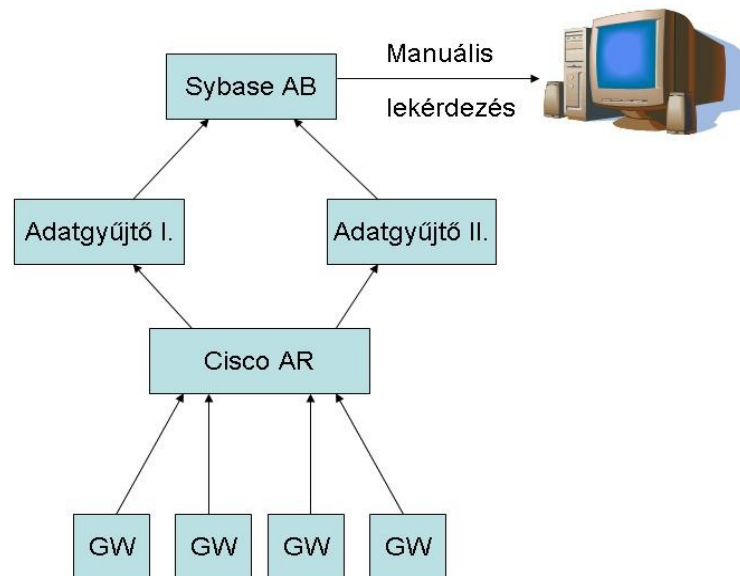 Sybase AB
Manuális
lekérdezés
Adatgyűjtő I.
Adatgyűjtő II.
Cisco AR
GW
GW
GW
GW